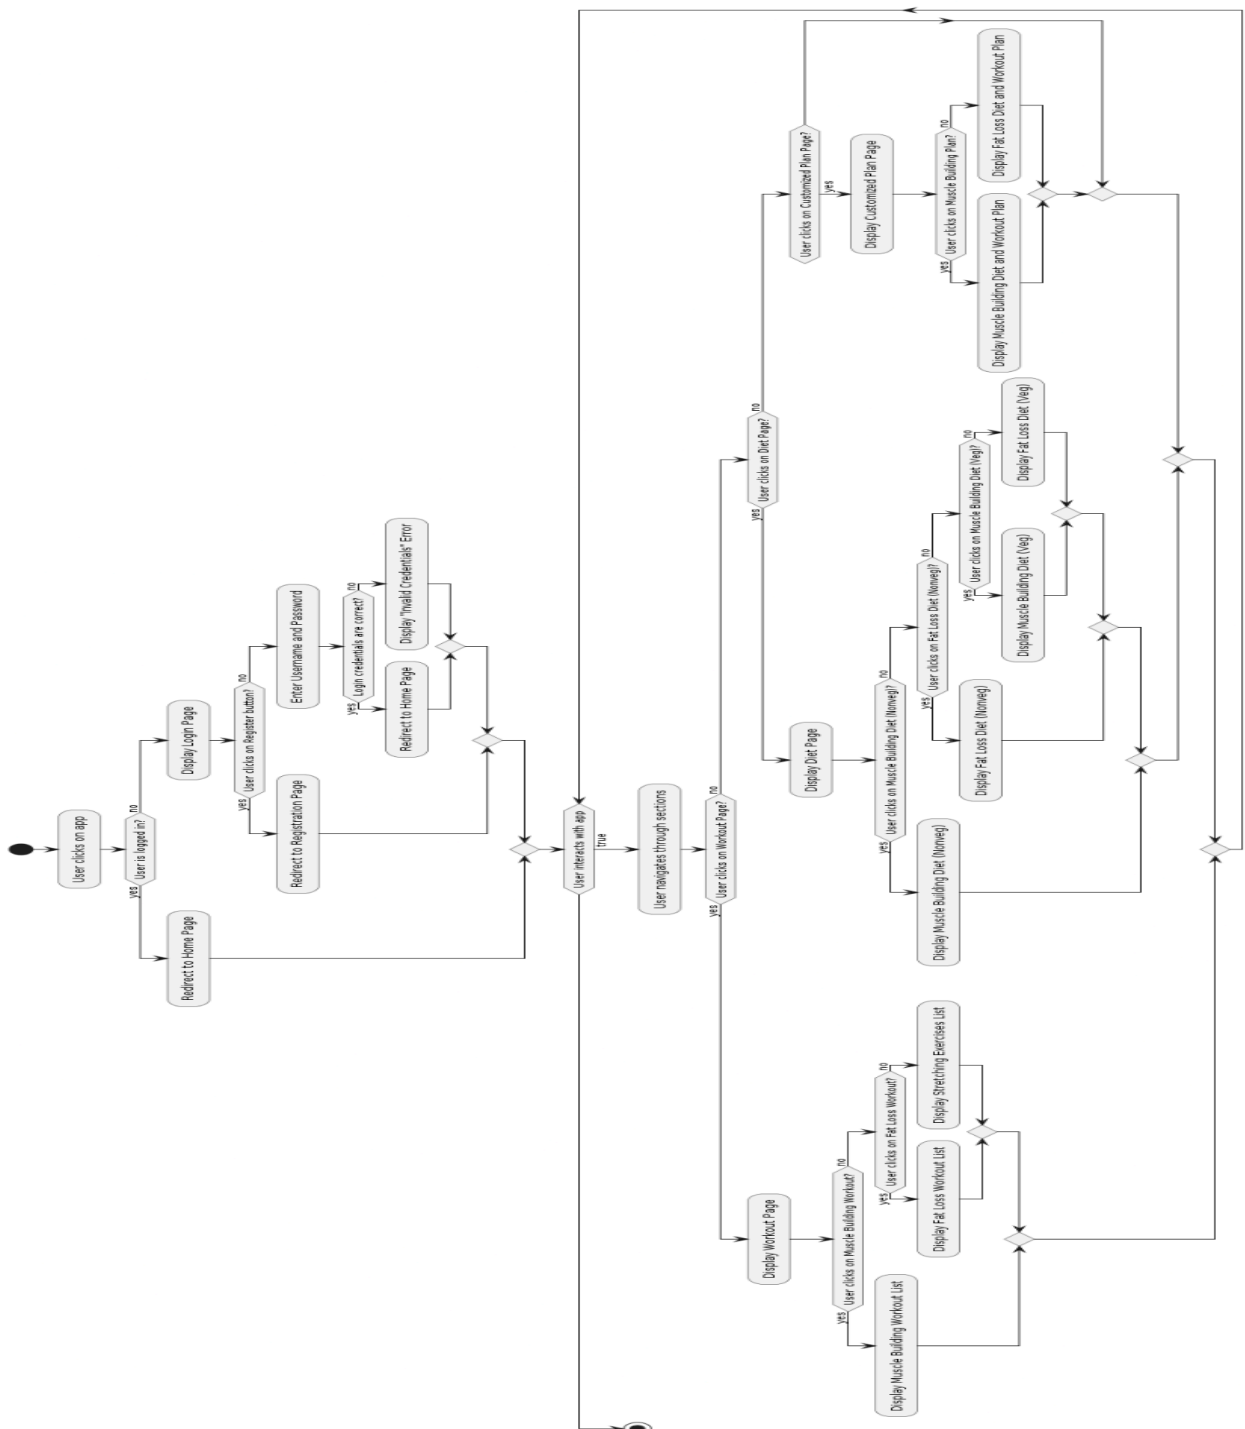 User clicks on app
User is logged in?
yes
no
Redirect to Home Page
Display Login Page
User clicks on Register button?
yes
no
Redirect to Registration Page
Enter Username and Password
Login credentials are correct?
yes
no
Redirect to Home Page
Display "Invalid Credentials" Error
User interacts with app
true
User navigates through sections
User clicks on Workout Page?
yes
no
Display Workout Page
User clicks on Muscle Building Workout?
yes
no
Display Muscle Building Workout List
User clicks on Fat Loss Workout?
yes
no
Display Fat Loss Workout List
Display Stretching Exercises List
User clicks on Diet Page?
yes
no
Display Diet Page
User clicks on Muscle Building Diet (Nonveg)?
yes
no
Display Muscle Building Diet (Nonveg)
User clicks on Fat Loss Diet (Nonveg)?
yes
no
Display Fat Loss Diet (Nonveg)
User clicks on Muscle Building Diet (Veg)?
yes
no
Display Muscle Building Diet (Veg)
Display Fat Loss Diet (Veg)
User clicks on Customized Plan Page?
yes
Display Customized Plan Page
User clicks on Muscle Building Plan?
yes
no
Display Muscle Building Diet and Workout Plan
Display Fat Loss Diet and Workout Plan